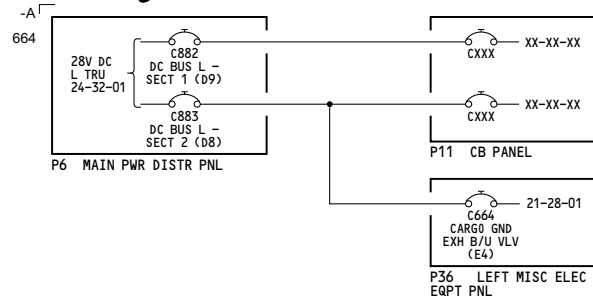 -A
664
28V DC
L TRU
24-32-01
C882
DC BUS L -
SECT 1 (D9)
C883
DC BUS L -
SECT 2 (D8)
P6 MAIN PWR DISTR PNL
CXXX
XX-XX-XX
CXXX
XX-XX-XX
P11 CB PANEL
C664
21-28-01
CARGO GND
EXH B/U VLV
(E4)
P36 LEFT MISC ELEC
EQPT PNL